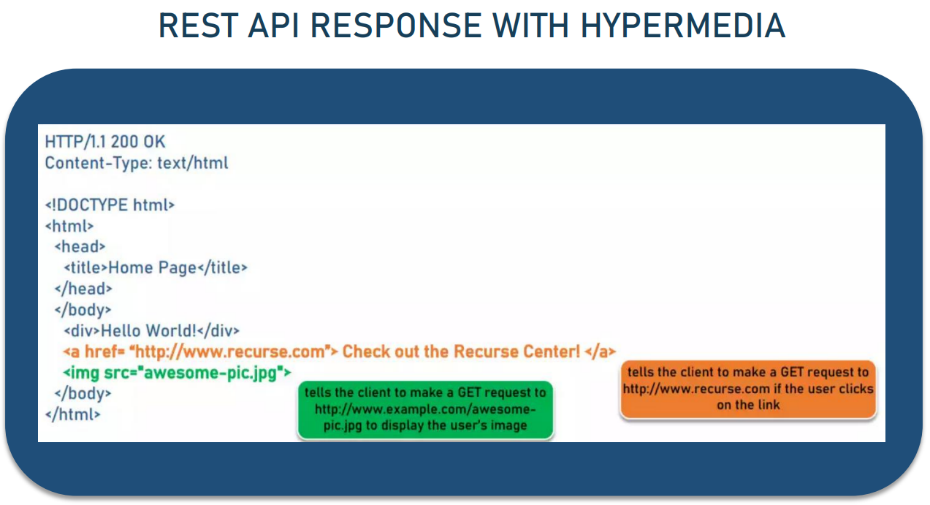 REST API RESPONSE WITH HYPERMEDIA
HTTP/1.1 200 OK
Content-Type: text/html
<!DOCTYPE html>
<html>
<head>
<title>Home Page</title>
</head>
</body>
<div>Hello World!</div>
<a href= “http://www.recurse.com”> Check out the Recurse Center! </a>
<img src="awesome-pic.jpg">
</body>
</html>
tells the client to make a GET request to
http://www.example.com/awesome-
pic.jpg to display the user's image
tells the client to make a GET request to
http://www.recurse.com if the user clicks
on the link